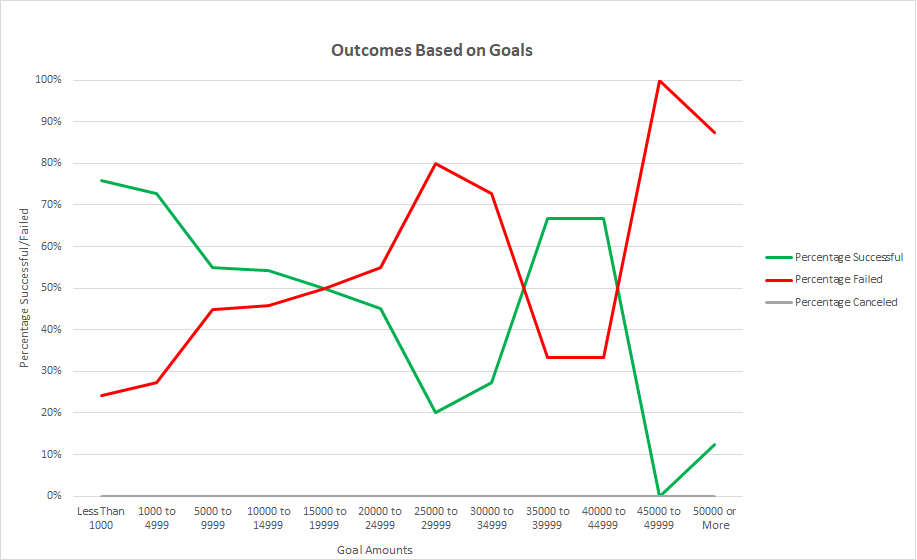 Outcomes Based on Goals
100%
90%
80%
70%
60%
50%
40%
30%
20%
10%
0%
Percentage Successful/Failed
Less Than
1000
1000 to
4999
5000 to
9999
10000 to
14999
15000 to
19999
20000 to
24999
25000 to
29999
30000 to
34999
35000 to
39999
40000 to
44999
45000 to
49999
50000 or
More
Goal Amounts
Percentage Successful
Percentage Failed
Percentage Canceled